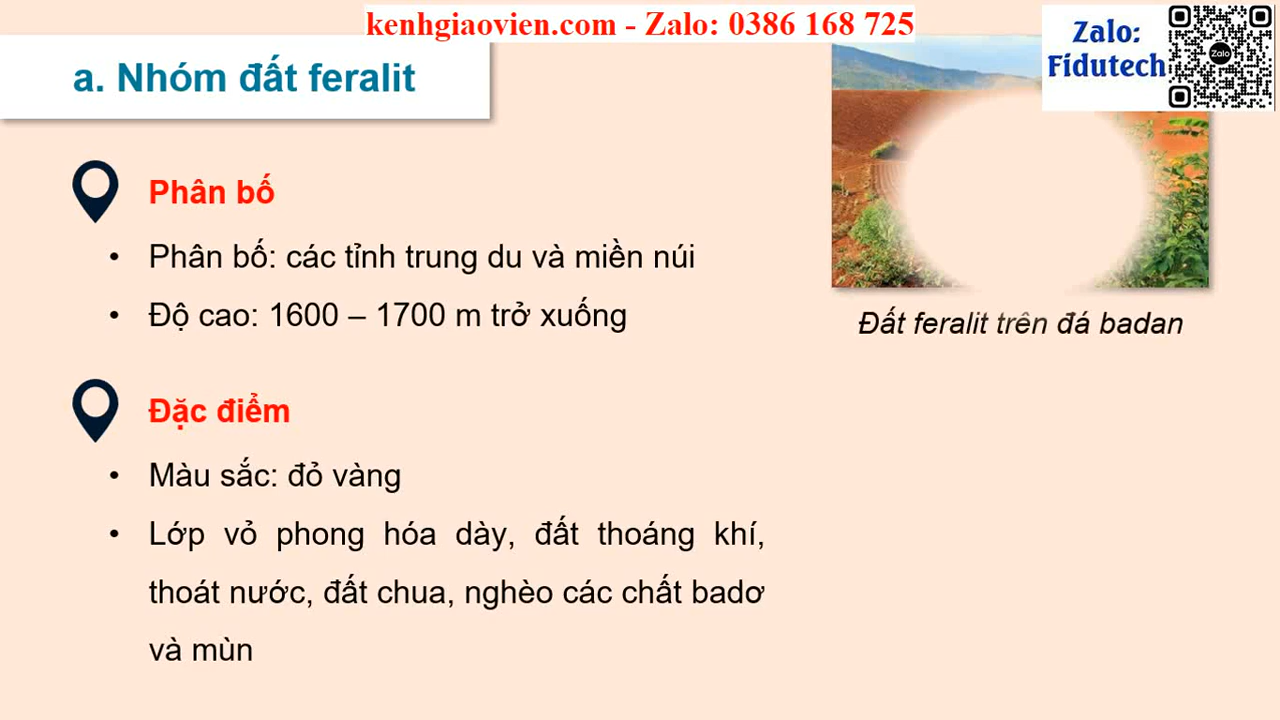 kenhgiaovien.com - Zalo: 0386 168 725
Zalo:
Fidutech
Zalo
a. Nhóm đất feralit
Phân bố
• Phân bố: các tỉnh trung du và miền núi
• Độ cao: 1600 – 1700 m trở xuống
Đất feralit trên đá badan
Đặc điểm
• Màu sắc: đỏ vàng
• Lớp vỏ phong hóa dày, đất thoáng khí,
thoát nước, đất chua, nghèo các chất badơ
và mùn